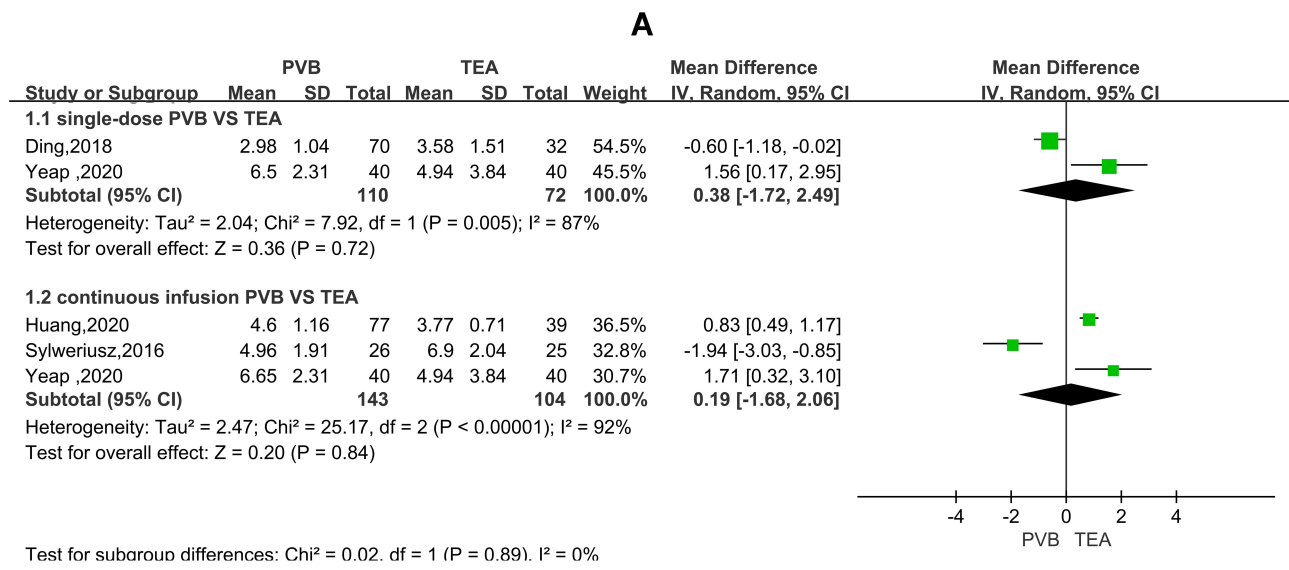 A
PVB TEA Mean Difference Mean Difference
Study or Subgroup Mean SD Total Mean SD Total Weight IV, Random, 95% CI IV, Random, 95% CI
1.1 single-dose PVB VS TEA
Ding,2018 2.98 1.04 70 3.58 1.51 32 54.5% -0.60 [-1.18, -0.02]
Yeap ,2020 6.5 2.31 40 4.94 3.84 40 45.5% 1.56 [0.17, 2.95]
Subtotal (95% CI) 110 72 100.0% 0.38 [-1.72, 2.49]
Heterogeneity: Tau² = 2.04; Chi² = 7.92, df = 1 (P = 0.005); I² = 87%
Test for overall effect: Z = 0.36 (P = 0.72)
1.2 continuous infusion PVB VS TEA
Huang,2020 4.6 1.16 77 3.77 0.71 39 36.5% 0.83 [0.49, 1.17]
Sylweriusz,2016 4.96 1.91 26 6.9 2.04 25 32.8% -1.94 [-3.03, -0.85]
Yeap ,2020 6.65 2.31 40 4.94 3.84 40 30.7% 1.71 [0.32, 3.10]
Subtotal (95% CI) 143 104 100.0% 0.19 [-1.68, 2.06]
Heterogeneity: Tau² = 2.47; Chi² = 25.17, df = 2 (P < 0.00001); I² = 92%
Test for overall effect: Z = 0.20 (P = 0.84)
-4 -2 0 2 4
PVB TEA
Test for subgroup differences: Chi² = 0.02, df = 1 (P = 0.89), I² = 0%